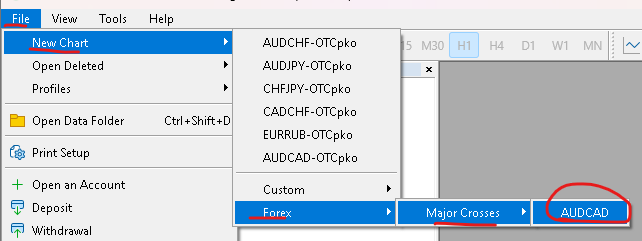 File View Tools Help
New Chart
Open Deleted
Profiles
Open Data Folder Ctrl+Shift+D
Print Setup
Open an Account
Deposit
Withdrawal
AUDCHF-OTCpko
AUDJPY-OTCpko
CHFJPY-OTCpko
CADCHF-OTCpko
EURRUB-OTCpko
AUDCAD-OTCpko
Custom
Forex
Major Crosses
AUDCAD
15 M30 H1 H4 D1 W1 MN